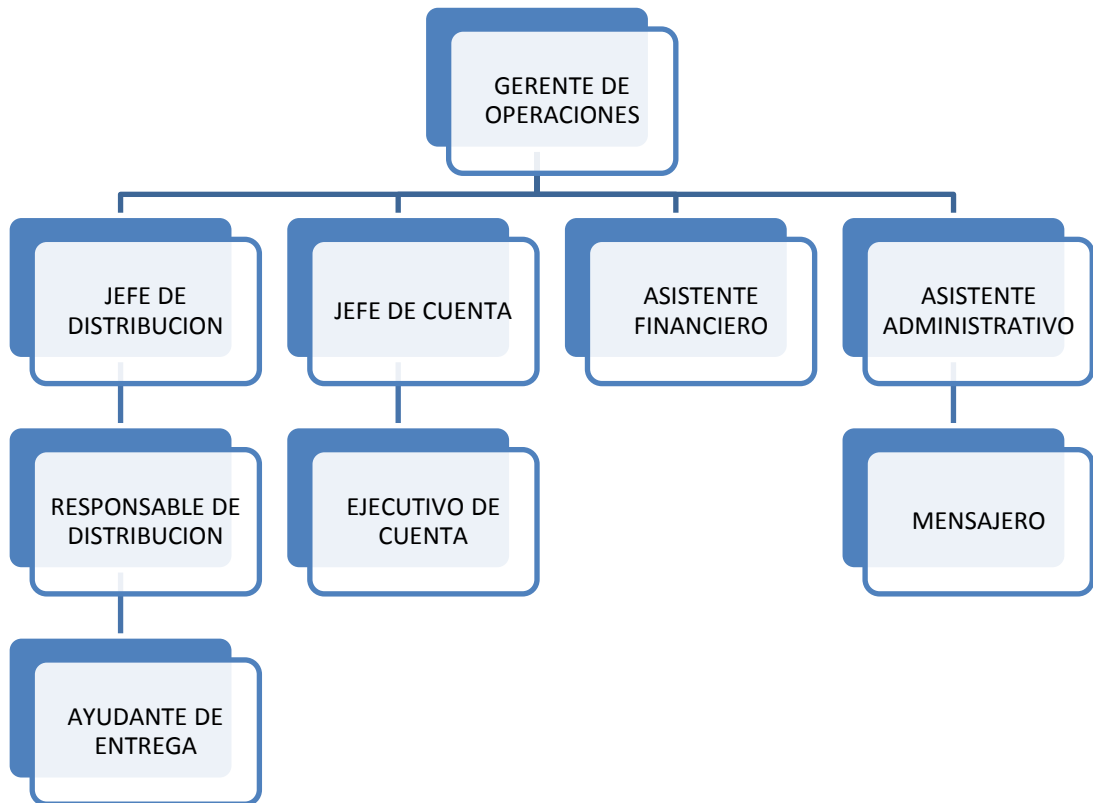 GERENTE DE
OPERACIONES
JEFE DE
DISTRIBUCION
JEFE DE CUENTA
ASISTENTE
FINANCIERO
ASISTENTE
ADMINISTRATIVO
RESPONSABLE DE
DISTRIBUCION
EJECUTIVO DE
CUENTA
MENSAJERO
AYUDANTE DE
ENTREGA